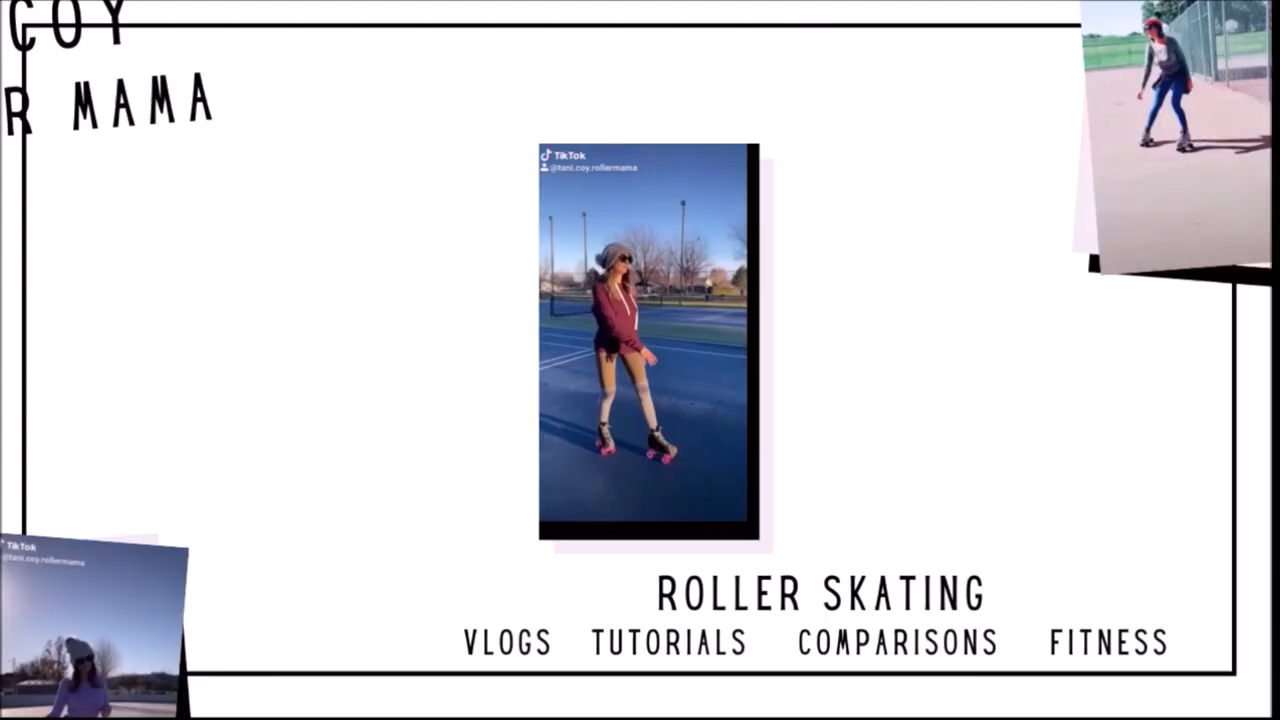 COY
R MAMA
TikTok
@tani.coy.rollermama
TikTok
@tani.coy.rollermama
ROLLER SKATING
VLOGS TUTORIALS COMPARISONS FITNESS